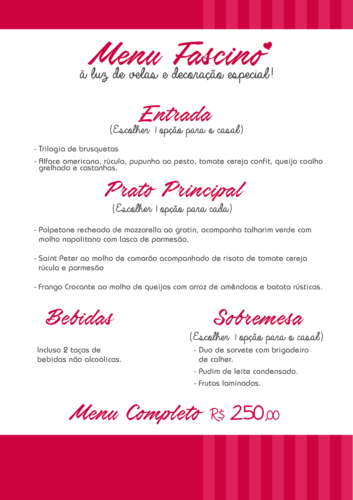 Menu Fascino
à luz de velas e decoração especial!
Entrada
(Escolher 1 opção para o casal)
- Trilogia de brusquetas
- Alface americana, rúcula, pupunha ao pesto, tomate cereja confit, queijo coalho
grelhado e castanhas.
Prato Principal
(Escolher 1 opção para cada)
- Polpetone recheado de mozzarella ao gratin, acompanha talharim verde com
molho napolitano com lasca de parmesão.
- Saint Peter ao molho de camarão acompanhado de risoto de tomate cereja
rúcula e parmesão
- Frango Crocante ao molho de queijos com arroz de amêndoas e batata rústicas.
Bebidas
Incluso 2 taças de
bebidas não alcoólicas.
Sobremesa
(Escolher 1 opção para o casal)
- Duo de sorvete com brigadeiro
de colher.
- Pudim de leite condensado.
- Frutas laminadas.
Menu Completo R$ 250,00